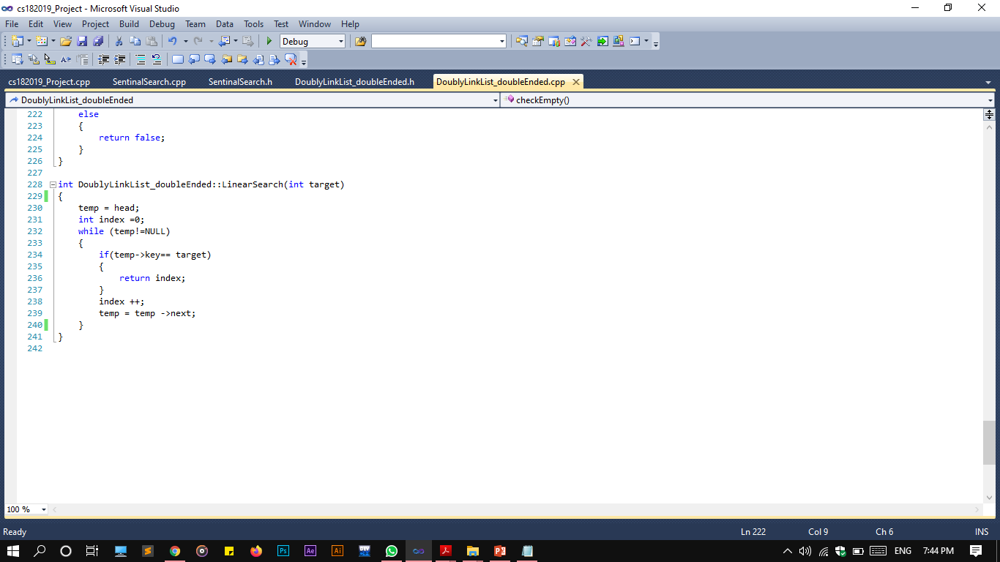 cs182019_Project - Microsoft Visual Studio
File Edit View Project Build Debug Team Data Tools Test Window Help
Debug
cs182019_Project.cpp SentinalSearch.cpp SentinalSearch.h DoublyLinkList_doubleEnded.h DoublyLinkList_doubleEnded.cpp
DoublyLinkList_doubleEnded checkEmpty()
222 else
223 {
224 return false;
225 }
226 }
227
228 int DoublyLinkList_doubleEnded::LinearSearch(int target)
229 {
230 temp = head;
231 int index =0;
232 while (temp!=NULL)
233 {
234 if(temp->key== target)
235 {
236 return index;
237 }
238 index ++;
239 temp = temp ->next;
240 }
241 }
242
100 %
Ready Ln 222 Col 9 Ch 6 INS
Ps Ae Ai ENG 7:44 PM